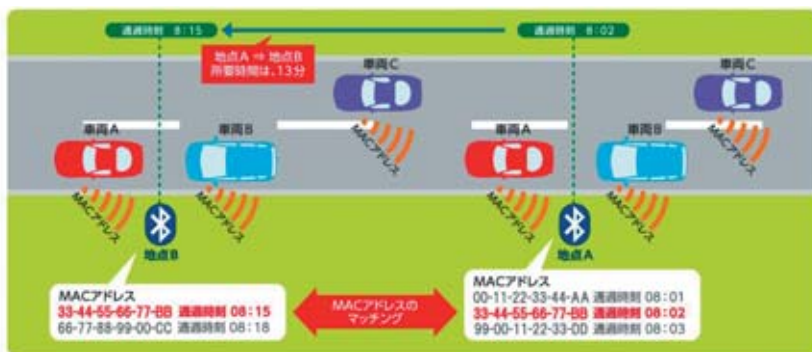 通過時刻 8:15
通過時刻 8:02
地点A ⇒ 地点B
所要時間は、13分
車両C
車両C
車両A
車両B
車両A
車両B
MACアドレス
MACアドレス
MACアドレス
MACアドレス
MACアドレス
MACアドレス
地点B
地点A
MACアドレス
33-44-55-66-77-BB 通過時刻 08:15
66-77-88-99-00-CC 通過時刻 08:18
MACアドレスの
マッチング
MACアドレス
00-11-22-33-44-AA 通過時刻 08:01
33-44-55-66-77-BB 通過時刻 08:02
99-00-11-22-33-DD 通過時刻 08:03